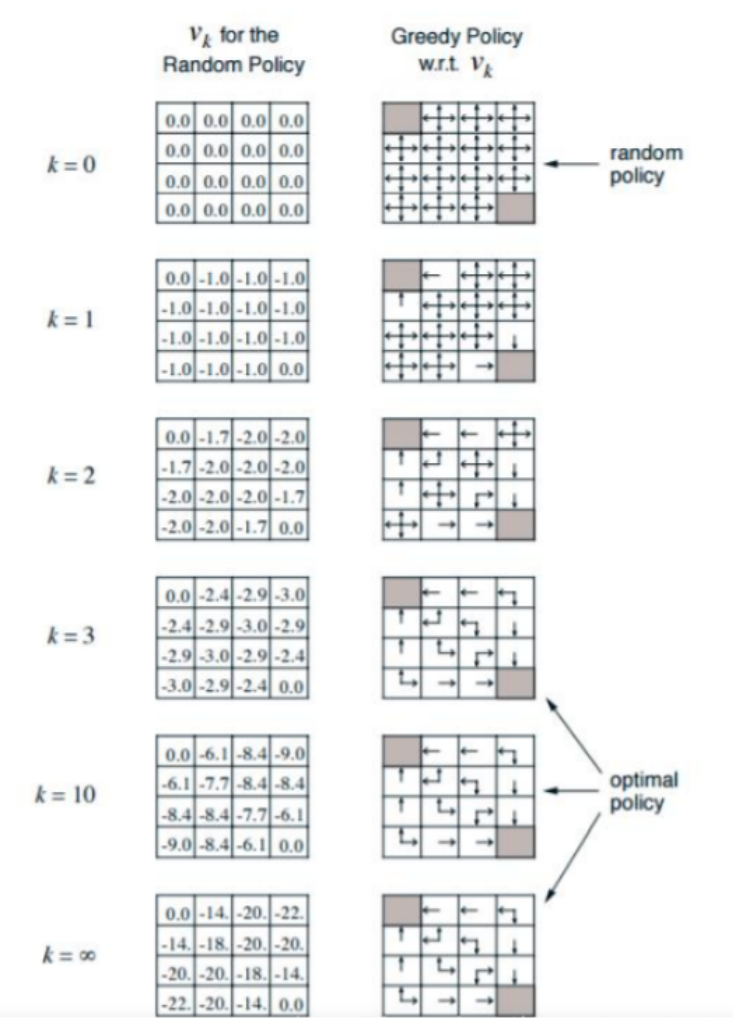 vk for the
Random Policy
Greedy Policy
w.r.t. vk
k = 0
0.0 0.0 0.0 0.0
0.0 0.0 0.0 0.0
0.0 0.0 0.0 0.0
0.0 0.0 0.0 0.0
random
policy
k = 1
0.0 -1.0 -1.0 -1.0
-1.0 -1.0 -1.0 -1.0
-1.0 -1.0 -1.0 -1.0
-1.0 -1.0 -1.0 0.0
k = 2
0.0 -1.7 -2.0 -2.0
-1.7 -2.0 -2.0 -2.0
-2.0 -2.0 -2.0 -1.7
-2.0 -2.0 -1.7 0.0
k = 3
0.0 -2.4 -2.9 -3.0
-2.4 -2.9 -3.0 -2.9
-2.9 -3.0 -2.9 -2.4
-3.0 -2.9 -2.4 0.0
k = 10
0.0 -6.1 -8.4 -9.0
-6.1 -7.7 -8.4 -8.4
-8.4 -8.4 -7.7 -6.1
-9.0 -8.4 -6.1 0.0
optimal
policy
k = ∞
0.0 -14. -20. -22.
-14. -18. -20. -20.
-20. -20. -18. -14.
-22. -20. -14. 0.0